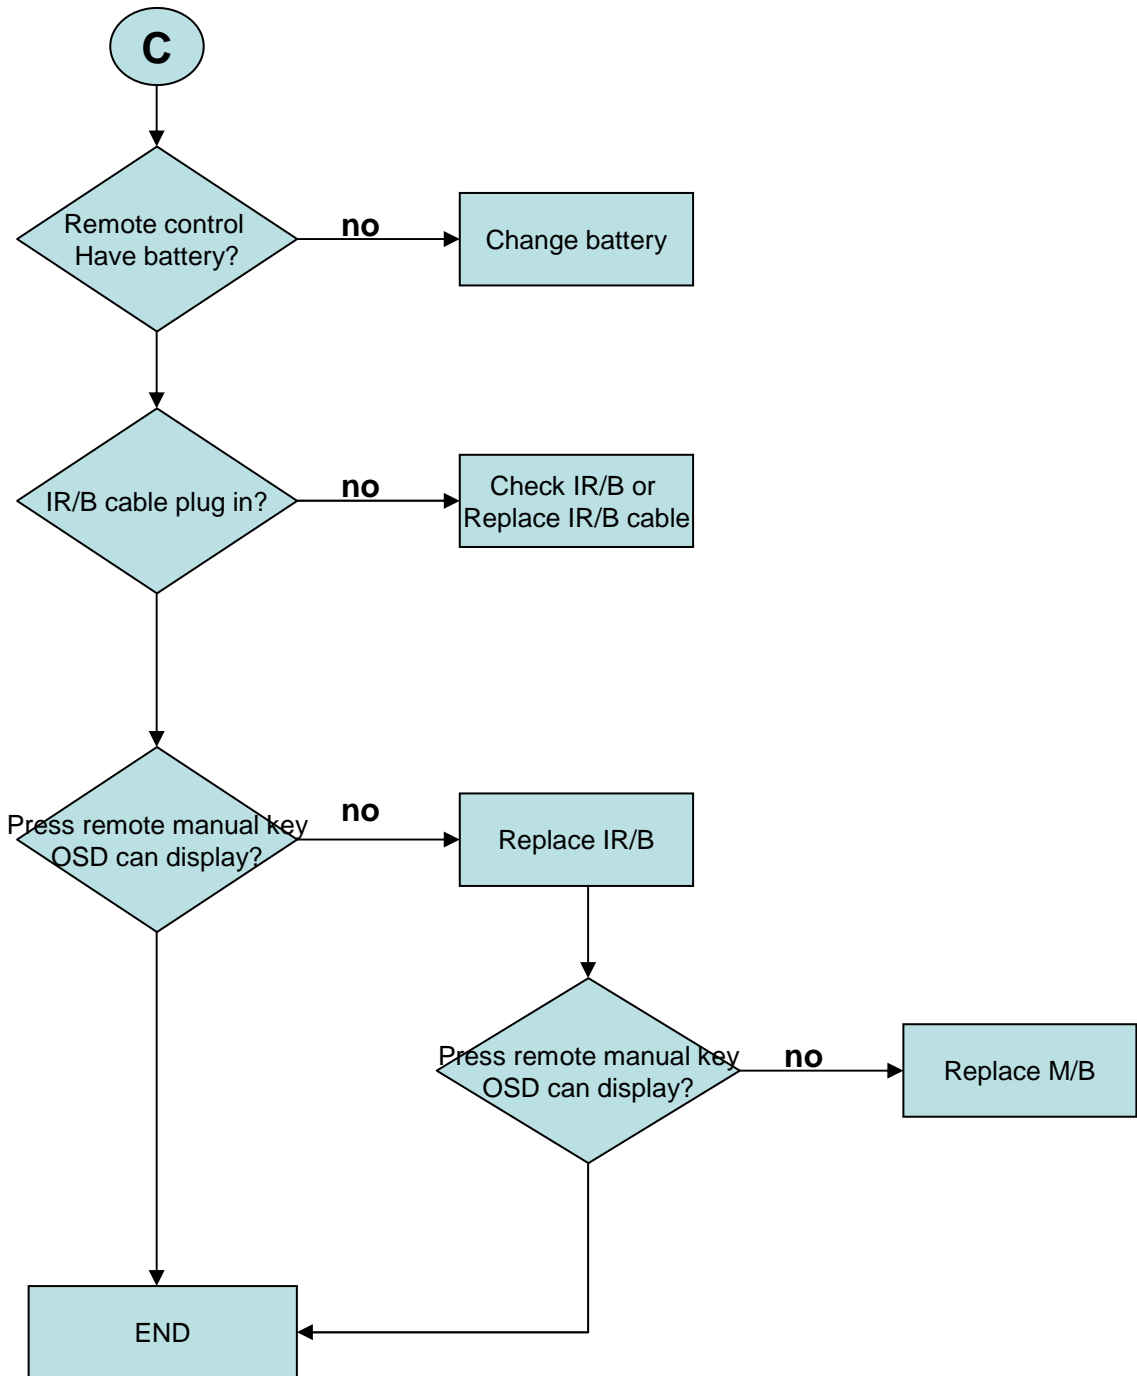 C
Remote control
Have battery?
no
Change battery
IR/B cable plug in?
no
Check IR/B or
Replace IR/B cable
Press remote manual key
OSD can display?
no
Replace IR/B
Press remote manual key
OSD can display?
no
Replace M/B
END